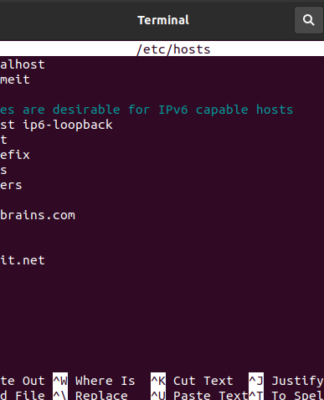 Terminal
/etc/hosts
alhost
meit
es are desirable for IPv6 capable hosts
st ip6-loopback
t
efix
s
ers
brains.com
it.net
te Out ^W Where Is ^K Cut Text ^J Justify
d File ^\ Replace ^U Paste Text ^T To Spel